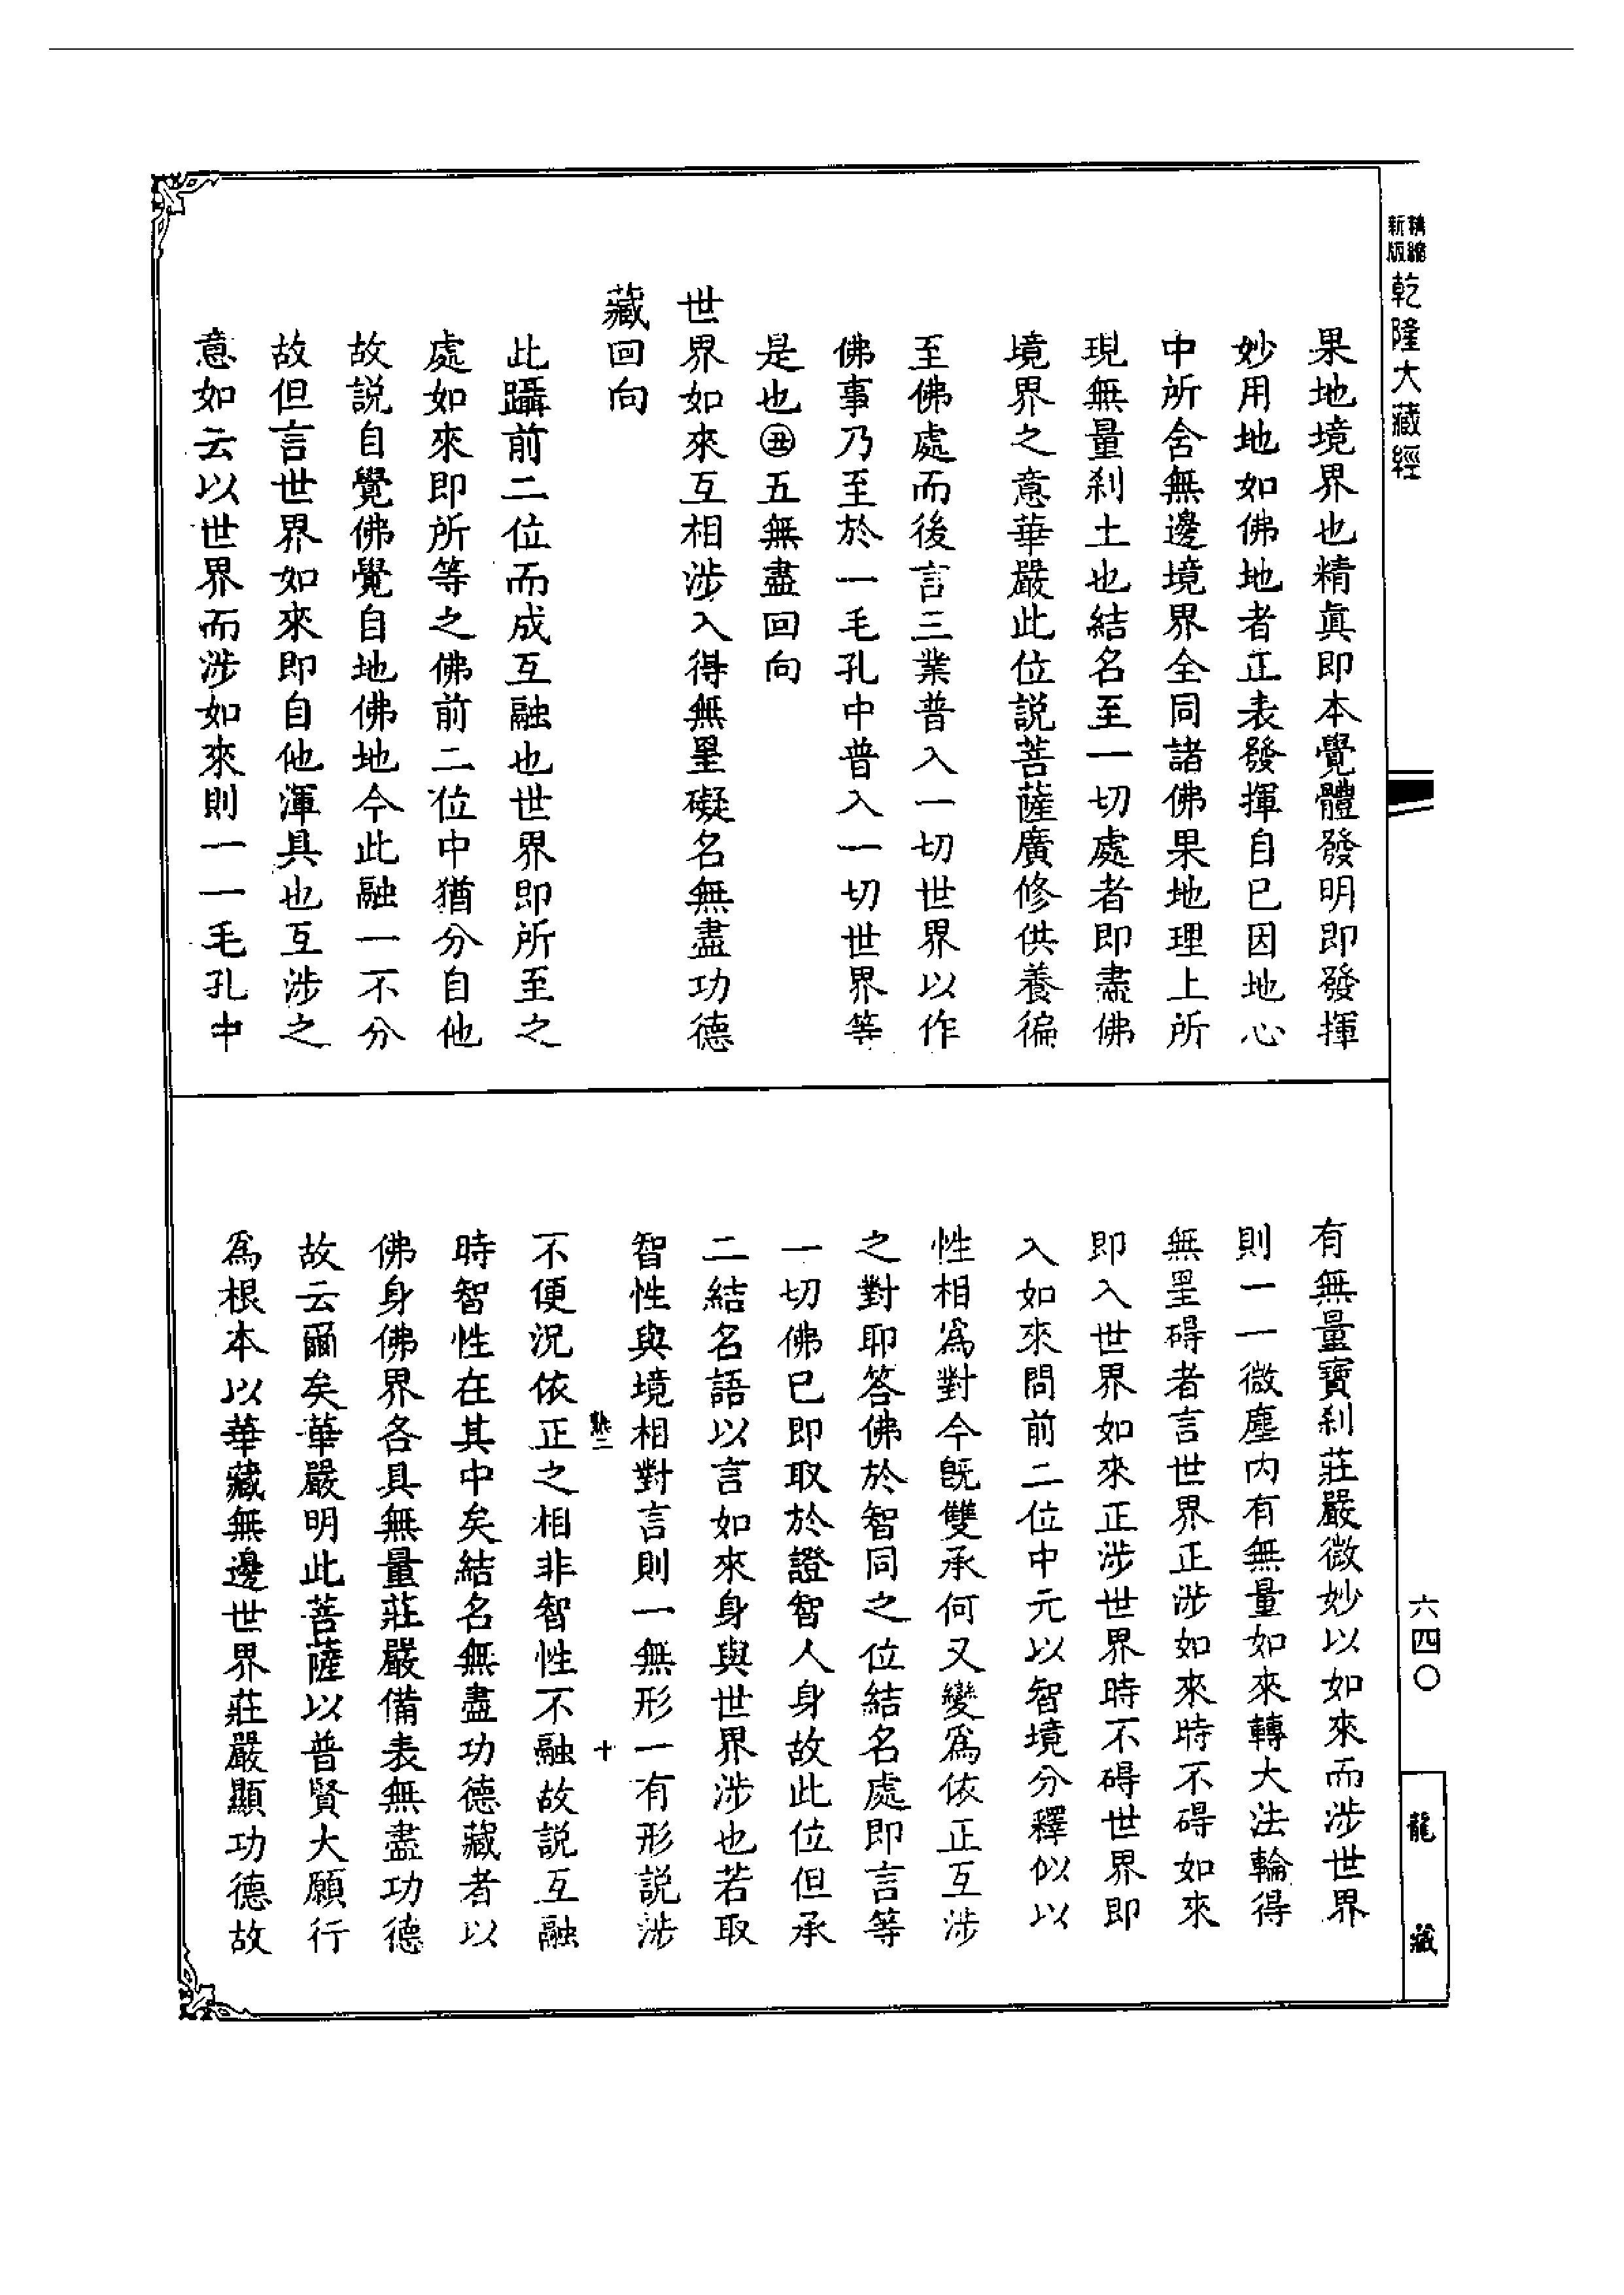 精縮新版 乾隆大藏經
果地境界也精眞即本覺體發明即發揮
妙用地如佛地者正表發揮自已因地心
中所含無邊境界全同諸佛果地理上所
現無量剎土也結名至一切處者即盡佛
境界之意華嚴此位説菩薩廣修供養徧
至佛處而後言三業普入一切世界以作
佛事乃至於一毛孔中普入一切世界等
是也㊄五無盡回向
世界如來互相涉入得無罣礙名無盡功德
藏回向
此躡前二位而成互融也世界即所至之
處如來即所等之佛前二位中猶分自他
故説自覺佛覺自地佛地今此融一不分
故但言世界如來即自他渾具也互涉之
意如云以世界而涉如來則一一毛孔中
有無量寶剎莊嚴微妙以如來而涉世界
則一一微塵内有無量如來轉大法輪得
無罣碍者言世界正涉如來時不碍如來
即入世界如來正涉世界時不碍世界即
入如來問前二位中元以智境分釋似以
性相爲對今既雙承何又變爲依正互涉
之對耶答佛於智同之位結名處即言等
一切佛已即取於證智人身故此位但承
二結名語以言如來身與世界涉也若取
智性與境相對言則一無形一有形説涉
不便況依正之相非智性不融故説互融
時智性在其中矣結名無盡功德藏者以
佛身佛界各具無量莊嚴備表無盡功德
故云爾矣華嚴明此菩薩以普賢大願行
爲根本以華藏無邊世界莊嚴顯功德故
十
六四〇
龍藏